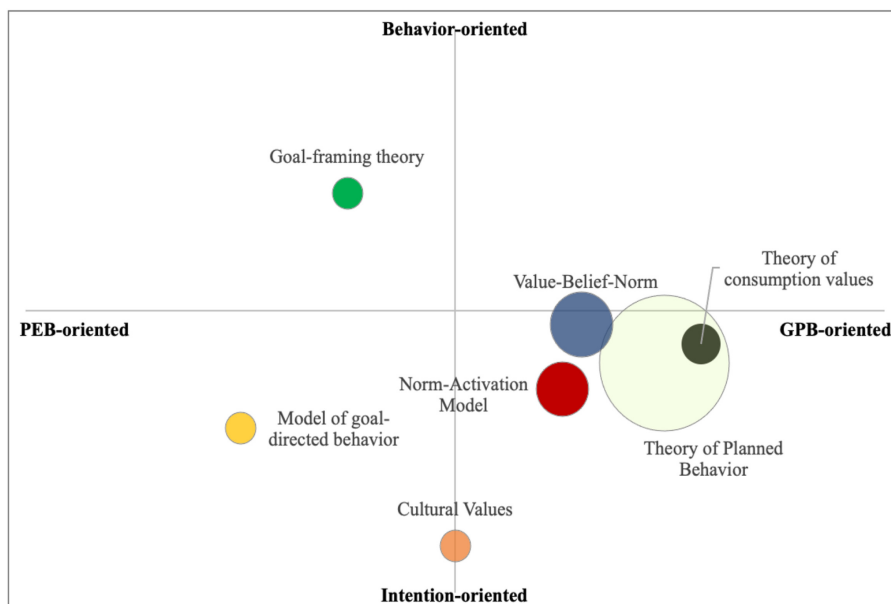 Behavior-oriented
Goal-framing theory
Theory of
consumption values
Value-Belief-Norm
PEB-oriented
GPB-oriented
Norm-Activation
Model
Model of goal-
directed behavior
Theory of Planned
Behavior
Cultural Values
Intention-oriented